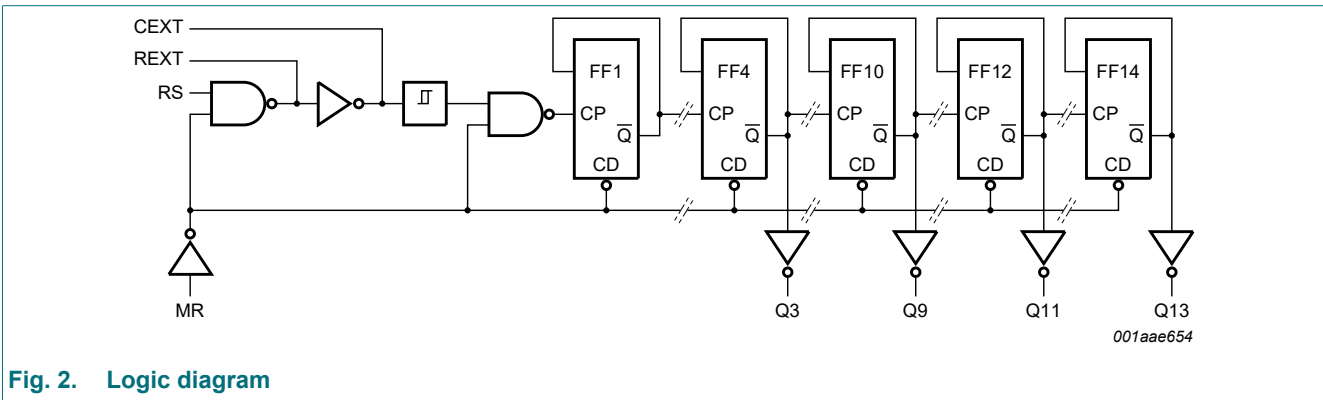 CEXT
REXT
RS
FF1 FF4 FF10 FF12 FF14
CP CP CP CP CP
Q Q Q Q Q
CD CD CD CD CD
MR Q3 Q9 Q11 Q13
001aae654
Fig. 2. Logic diagram